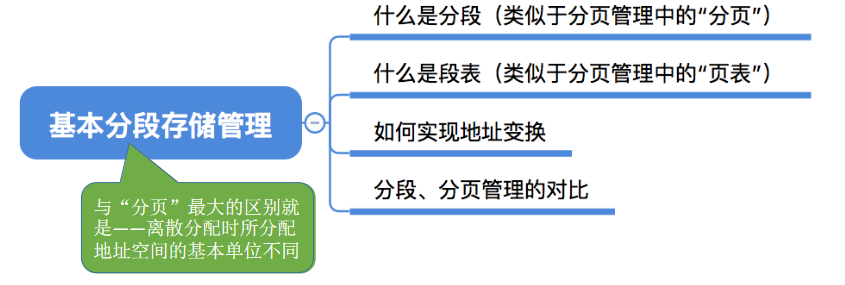 什么是分段（类似于分页管理中的“分页”）
什么是段表（类似于分页管理中的“页表”）
基本分段存储管理
如何实现地址变换
分段、分页管理的对比
与“分页”最大的区别就
是——离散分配时所分配
地址空间的基本单位不同